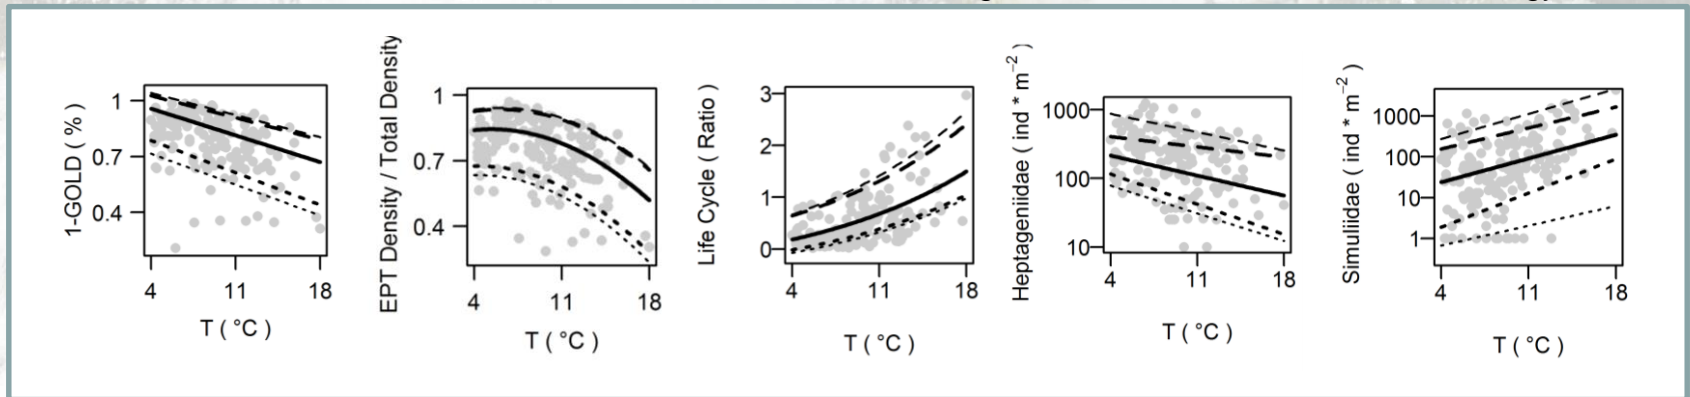 1-GOLD ( % )
1
0.7
0.4
4 11 18
T ( °C )
EPT Density / Total Density
1
0.7
0.4
4 11 18
T ( °C )
Life Cycle ( Ratio )
3
2
1
0
4 11 18
T ( °C )
Heptageniidae ( ind * m⁻² )
1000
100
10
4 11 18
T ( °C )
Simuliidae ( ind * m⁻² )
1000
100
10
1
4 11 18
T ( °C )